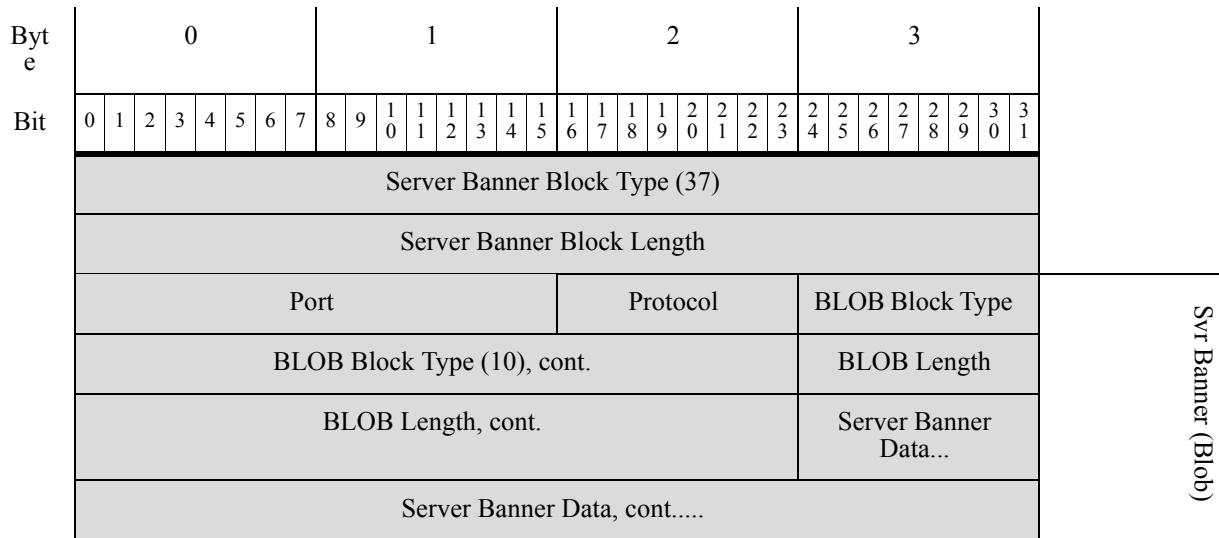 Byt
e
0 1 2 3
Bit
0 1 2 3 4 5 6 7 8 9 10 11 12 13 14 15 16 17 18 19 20 21 22 23 24 25 26 27 28 29 30 31
Server Banner Block Type (37)
Server Banner Block Length
Port Protocol BLOB Block Type
BLOB Block Type (10), cont. BLOB Length
BLOB Length, cont. Server Banner
Data...
Server Banner Data, cont.....
Svr Banner (Blob)